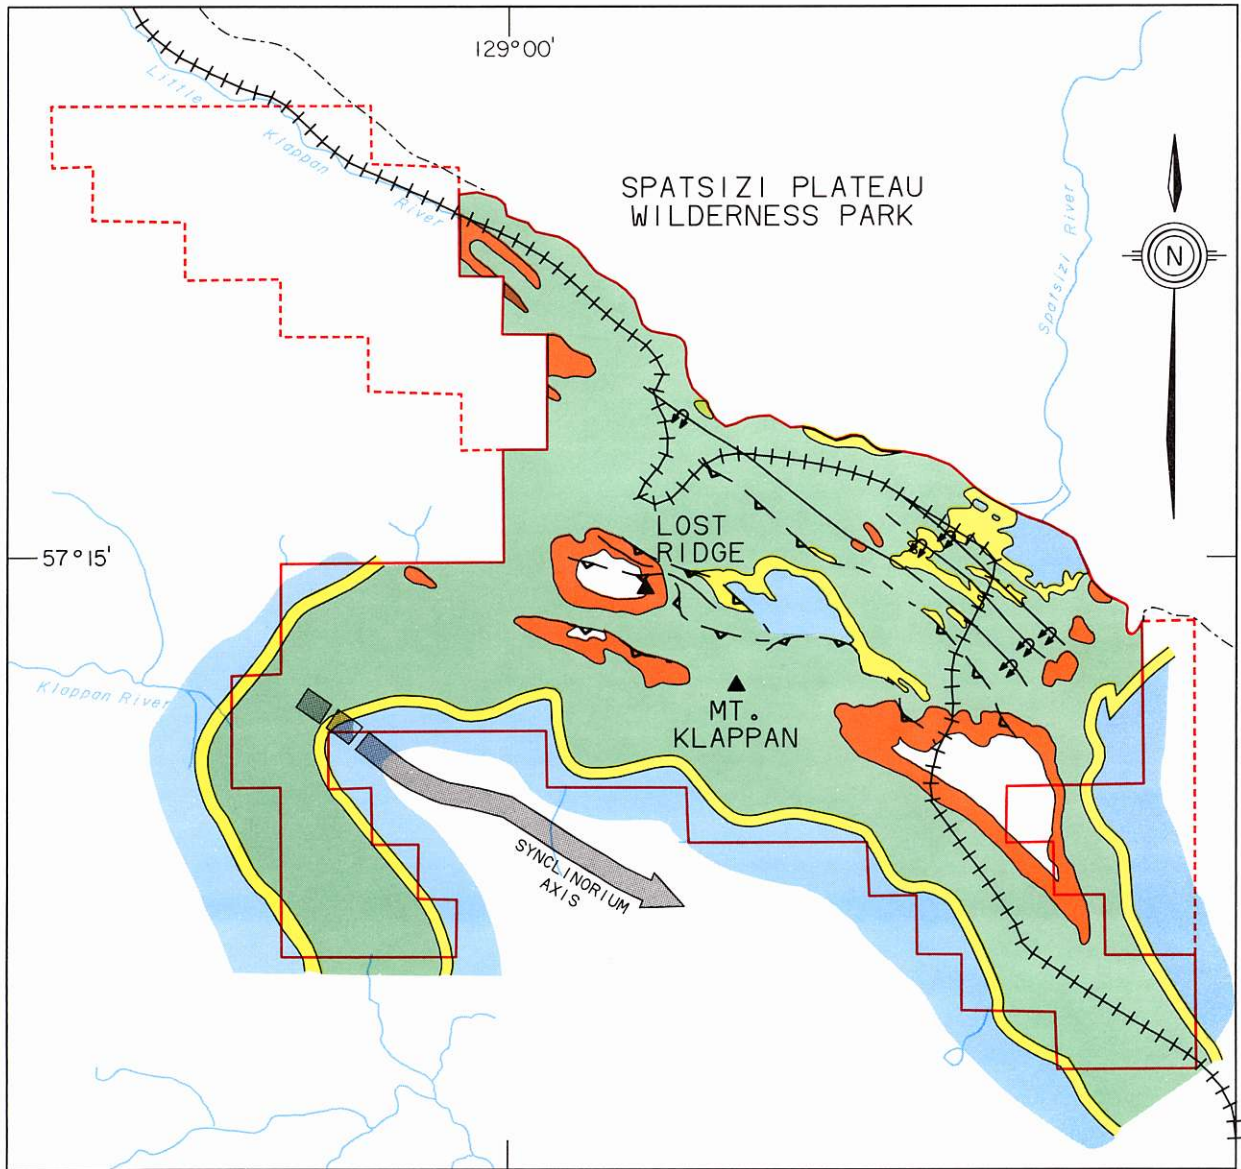 129°00'
Little
Klappan
River
SPATSIZI PLATEAU
WILDERNESS PARK
Spatsizi River
N
LOST
RIDGE
57°15'
Klappan River
MT.
KLAPPAN
SYNCLINORIUM
AXIS